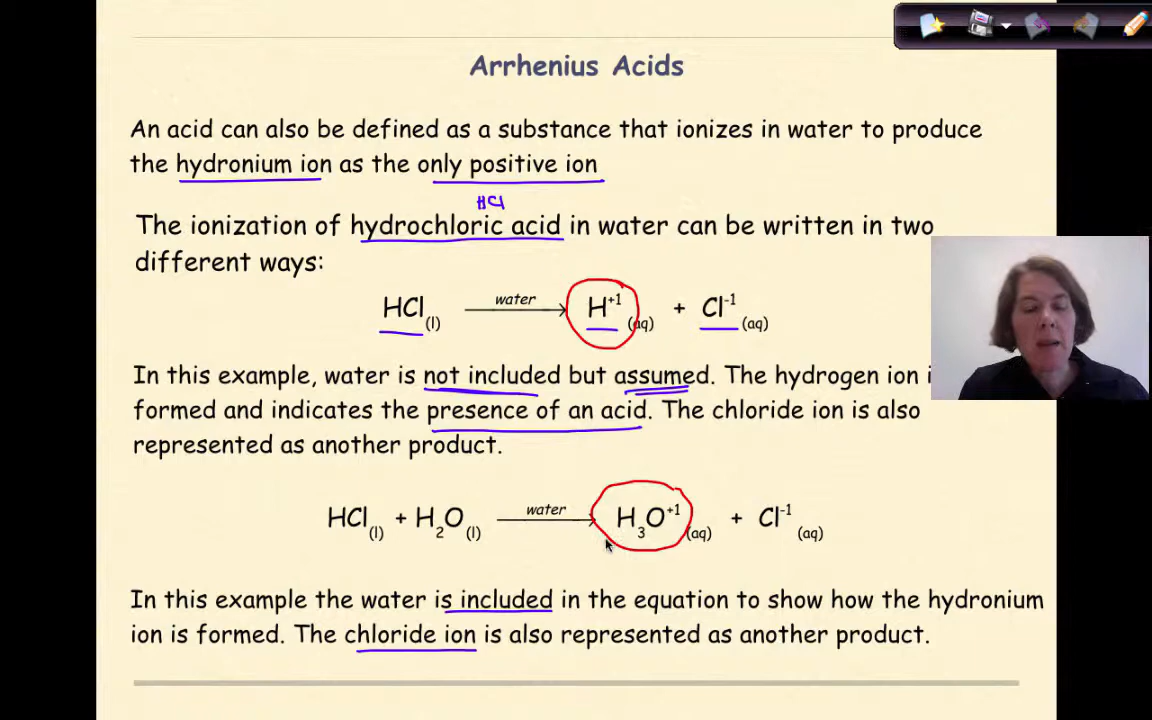 Arrhenius Acids
An acid can also be defined as a substance that ionizes in water to produce
the hydronium ion as the only positive ion
HCl
The ionization of hydrochloric acid in water can be written in two
different ways:
HCl(l) water → H+1(aq) + Cl-1(aq)
In this example, water is not included but assumed. The hydrogen ion
formed and indicates the presence of an acid. The chloride ion is also
represented as another product.
HCl(l) + H2O(l) water → H3O+1(aq) + Cl-1(aq)
In this example the water is included in the equation to show how the hydronium
ion is formed. The chloride ion is also represented as another product.